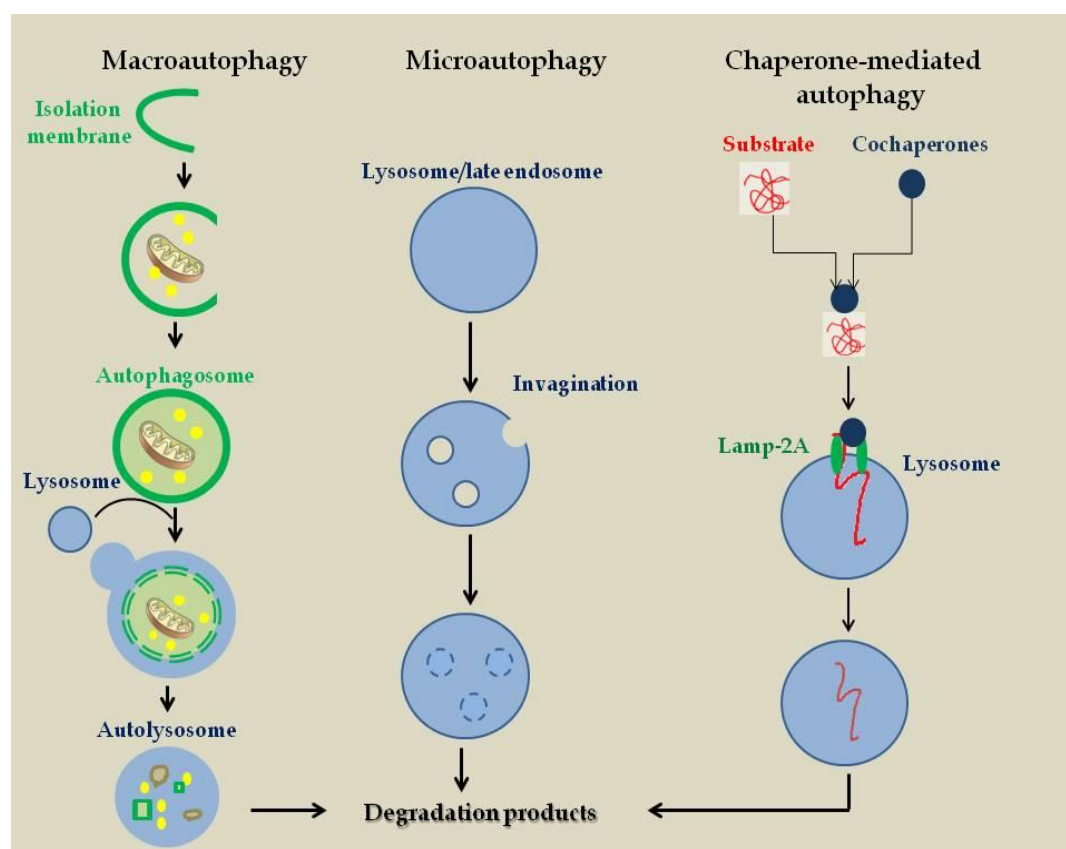 Macroautophagy
Isolation
membrane
Autophagosome
Lysosome
Autolysosome
Microautophagy
Lysosome/late endosome
Invagination
Degradation products
Chaperone-mediated
autophagy
Substrate
Cochaperones
Lamp-2A
Lysosome